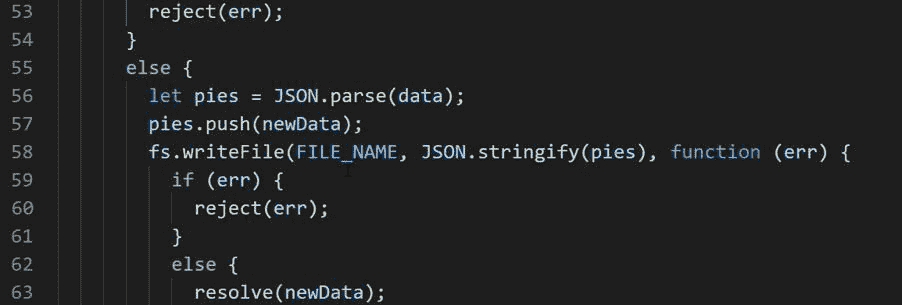 53 reject(err);
54 }
55 else {
56 let pies = JSON.parse(data);
57 pies.push(newData);
58 fs.writeFile(FILE_NAME, JSON.stringify(pies), function (err) {
59 if (err) {
60 reject(err);
61 }
62 else {
63 resolve(newData);